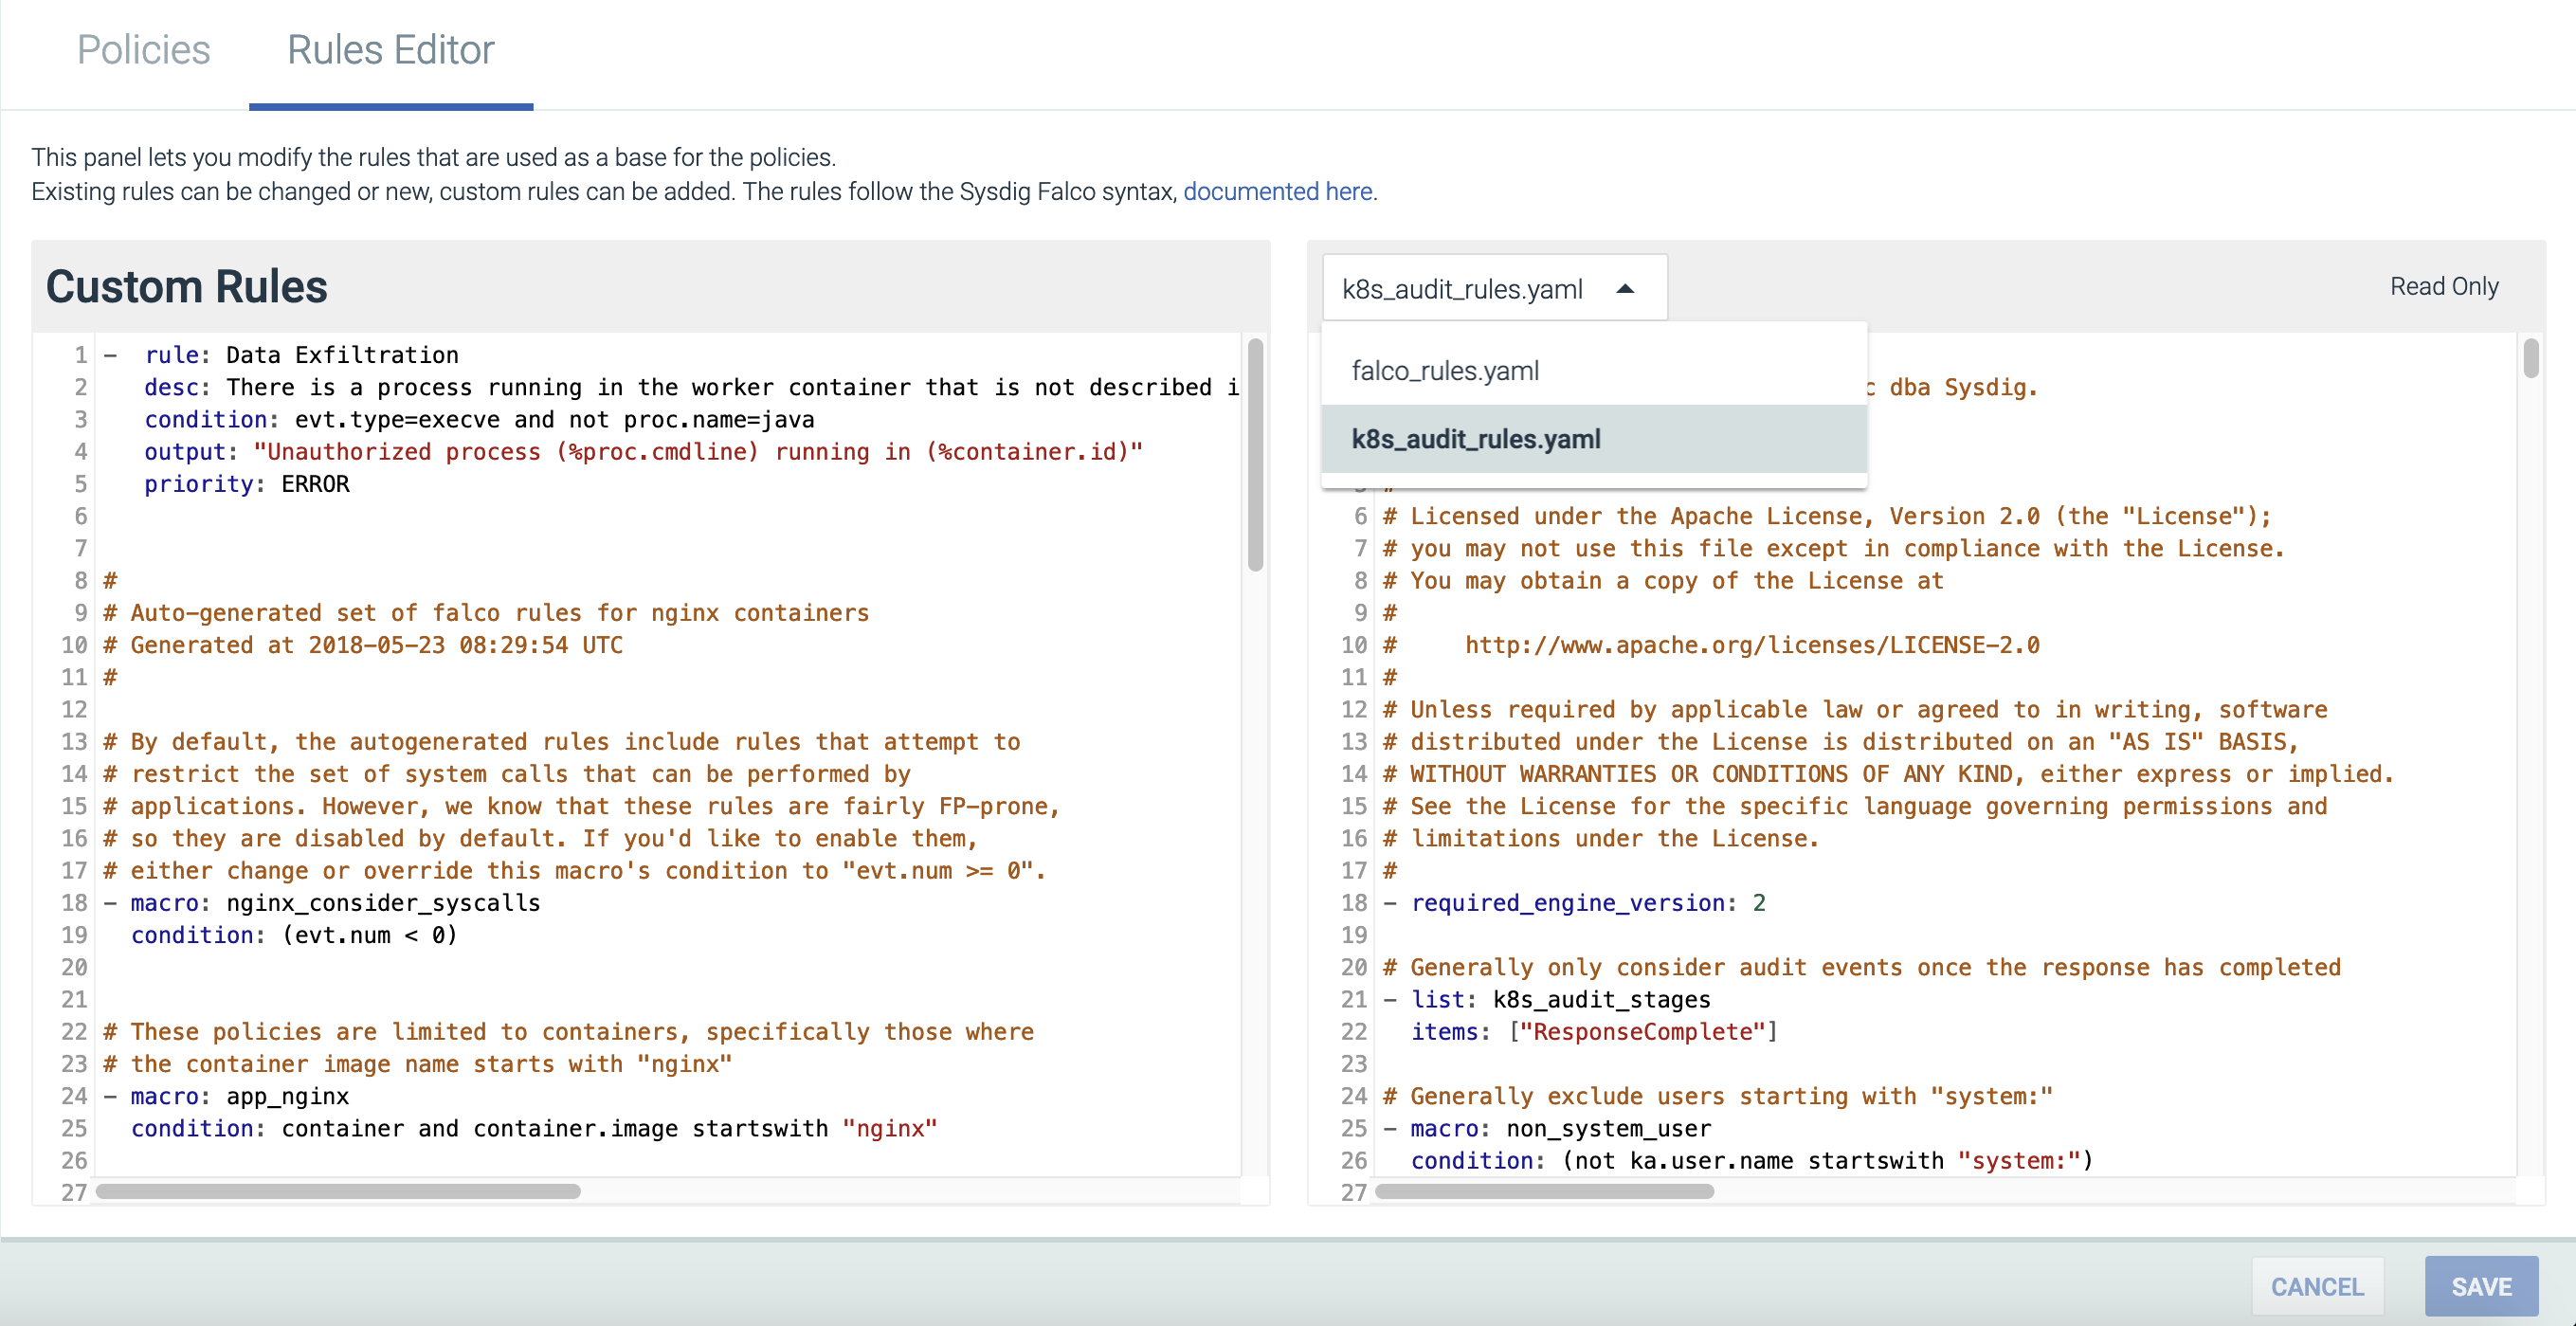 Policies
Rules Editor
This panel lets you modify the rules that are used as a base for the policies.
Existing rules can be changed or new, custom rules can be added. The rules follow the Sysdig Falco syntax, documented here.
Custom Rules
1 - rule: Data Exfiltration
2 desc: There is a process running in the worker container that is not described i
3 condition: evt.type=execve and not proc.name=java
4 output: "Unauthorized process (%proc.cmdline) running in (%container.id)"
5 priority: ERROR
6
7
8 #
9 # Auto-generated set of falco rules for nginx containers
10 # Generated at 2018-05-23 08:29:54 UTC
11 #
12
13 # By default, the autogenerated rules include rules that attempt to
14 # restrict the set of system calls that can be performed by
15 # applications. However, we know that these rules are fairly FP-prone,
16 # so they are disabled by default. If you'd like to enable them,
17 # either change or override this macro's condition to "evt.num >= 0".
18 - macro: nginx_consider_syscalls
19 condition: (evt.num < 0)
20
21
22 # These policies are limited to containers, specifically those where
23 # the container image name starts with "nginx"
24 - macro: app_nginx
25 condition: container and container.image startswith "nginx"
26
27
k8s_audit_rules.yaml
Read Only
falco_rules.yaml
k8s_audit_rules.yaml
c dba Sysdig.
6 # Licensed under the Apache License, Version 2.0 (the "License");
7 # you may not use this file except in compliance with the License.
8 # You may obtain a copy of the License at
9 #
10 # http://www.apache.org/licenses/LICENSE-2.0
11 #
12 # Unless required by applicable law or agreed to in writing, software
13 # distributed under the License is distributed on an "AS IS" BASIS,
14 # WITHOUT WARRANTIES OR CONDITIONS OF ANY KIND, either express or implied.
15 # See the License for the specific language governing permissions and
16 # limitations under the License.
17 #
18 - required_engine_version: 2
19
20 # Generally only consider audit events once the response has completed
21 - list: k8s_audit_stages
22 items: ["ResponseComplete"]
23
24 # Generally exclude users starting with "system:"
25 - macro: non_system_user
26 condition: (not ka.user.name startswith "system:")
27
CANCEL
SAVE